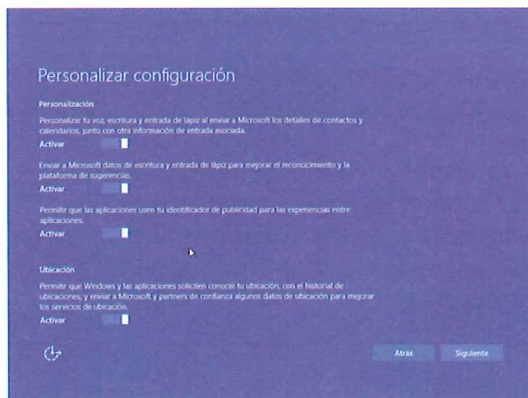 Personalizar configuración
Personalización
Personalizar tu voz, escritura y entrada de lápiz al enviar a Microsoft los detalles de contactos y
calendarios, junto con otra información de entrada asociada.
Activar
Enviar a Microsoft datos de escritura y entrada de lápiz para mejorar el reconocimiento y la
plataforma de sugerencias.
Activar
Permitir que las aplicaciones usen tu identificador de publicidad para las experiencias entre
aplicaciones.
Activar
Ubicación
Permitir que Windows y las aplicaciones soliciten conocer tu ubicación, con el historial de
ubicaciones, y enviar a Microsoft y partners de confianza algunos datos de ubicación para mejorar
los servicios de ubicación.
Activar
Atrás
Siguiente